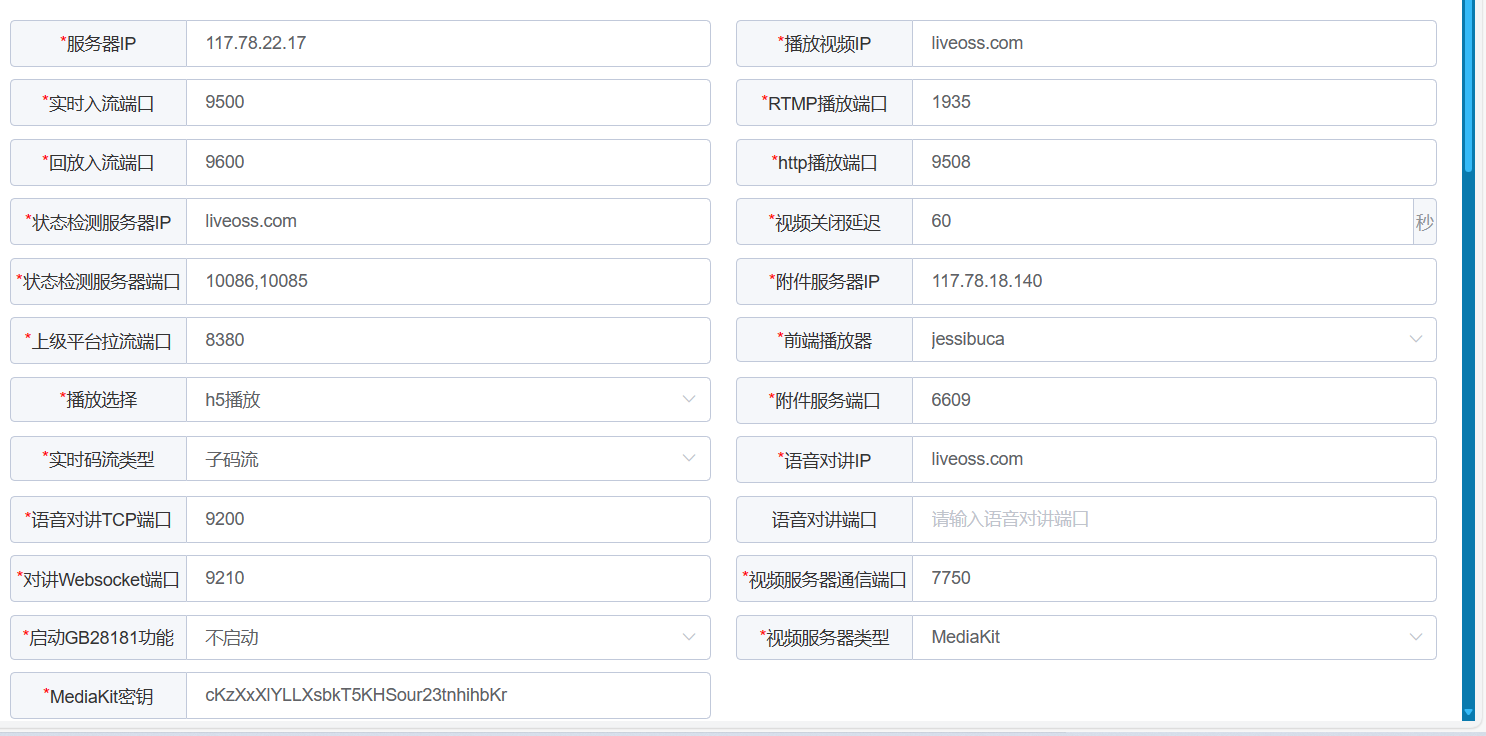 *服务器IP 117.78.22.17 *播放视频IP liveoss.com
*实时入流端口 9500 *RTMP播放端口 1935
*回放入流端口 9600 *http播放端口 9508
*状态检测服务器IP liveoss.com *视频关闭延迟 60 秒
*状态检测服务器端口 10086,10085 *附件服务器IP 117.78.18.140
*上级平台拉流端口 8380 *前端播放器 jessibuca
*播放选择 h5播放 *附件服务端口 6609
*实时码流类型 子码流 *语音对讲IP liveoss.com
*语音对讲TCP端口 9200 语音对讲端口 请输入语音对讲端口
*对讲Websocket端口 9210 *视频服务器通信端口 7750
*启动GB28181功能 不启动 *视频服务器类型 MediaKit
*MediaKit密钥 cKzXxXlYLLXsbkT5KHSour23tnhihbKr